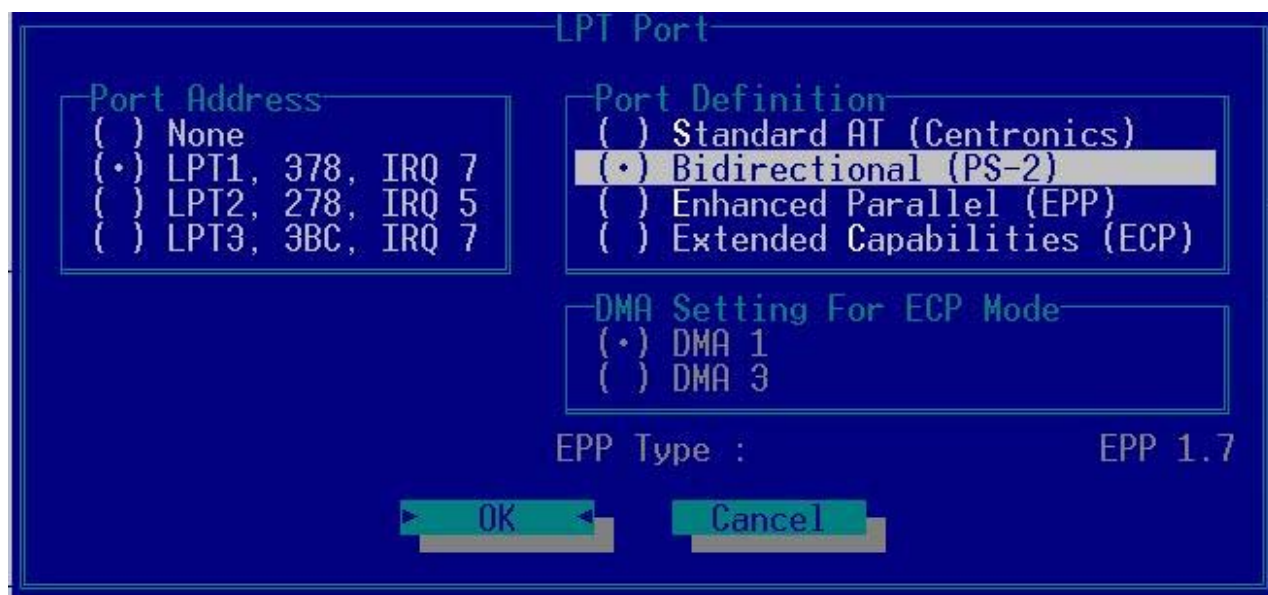 LPT Port
Port Address
( ) None
(•) LPT1, 378, IRQ 7
( ) LPT2, 278, IRQ 5
( ) LPT3, 3BC, IRQ 7
Port Definition
( ) Standard AT (Centronics)
(•) Bidirectional (PS-2)
( ) Enhanced Parallel (EPP)
( ) Extended Capabilities (ECP)
DMA Setting For ECP Mode
(•) DMA 1
( ) DMA 3
EPP Type : EPP 1.7
► OK ◄ Cancel